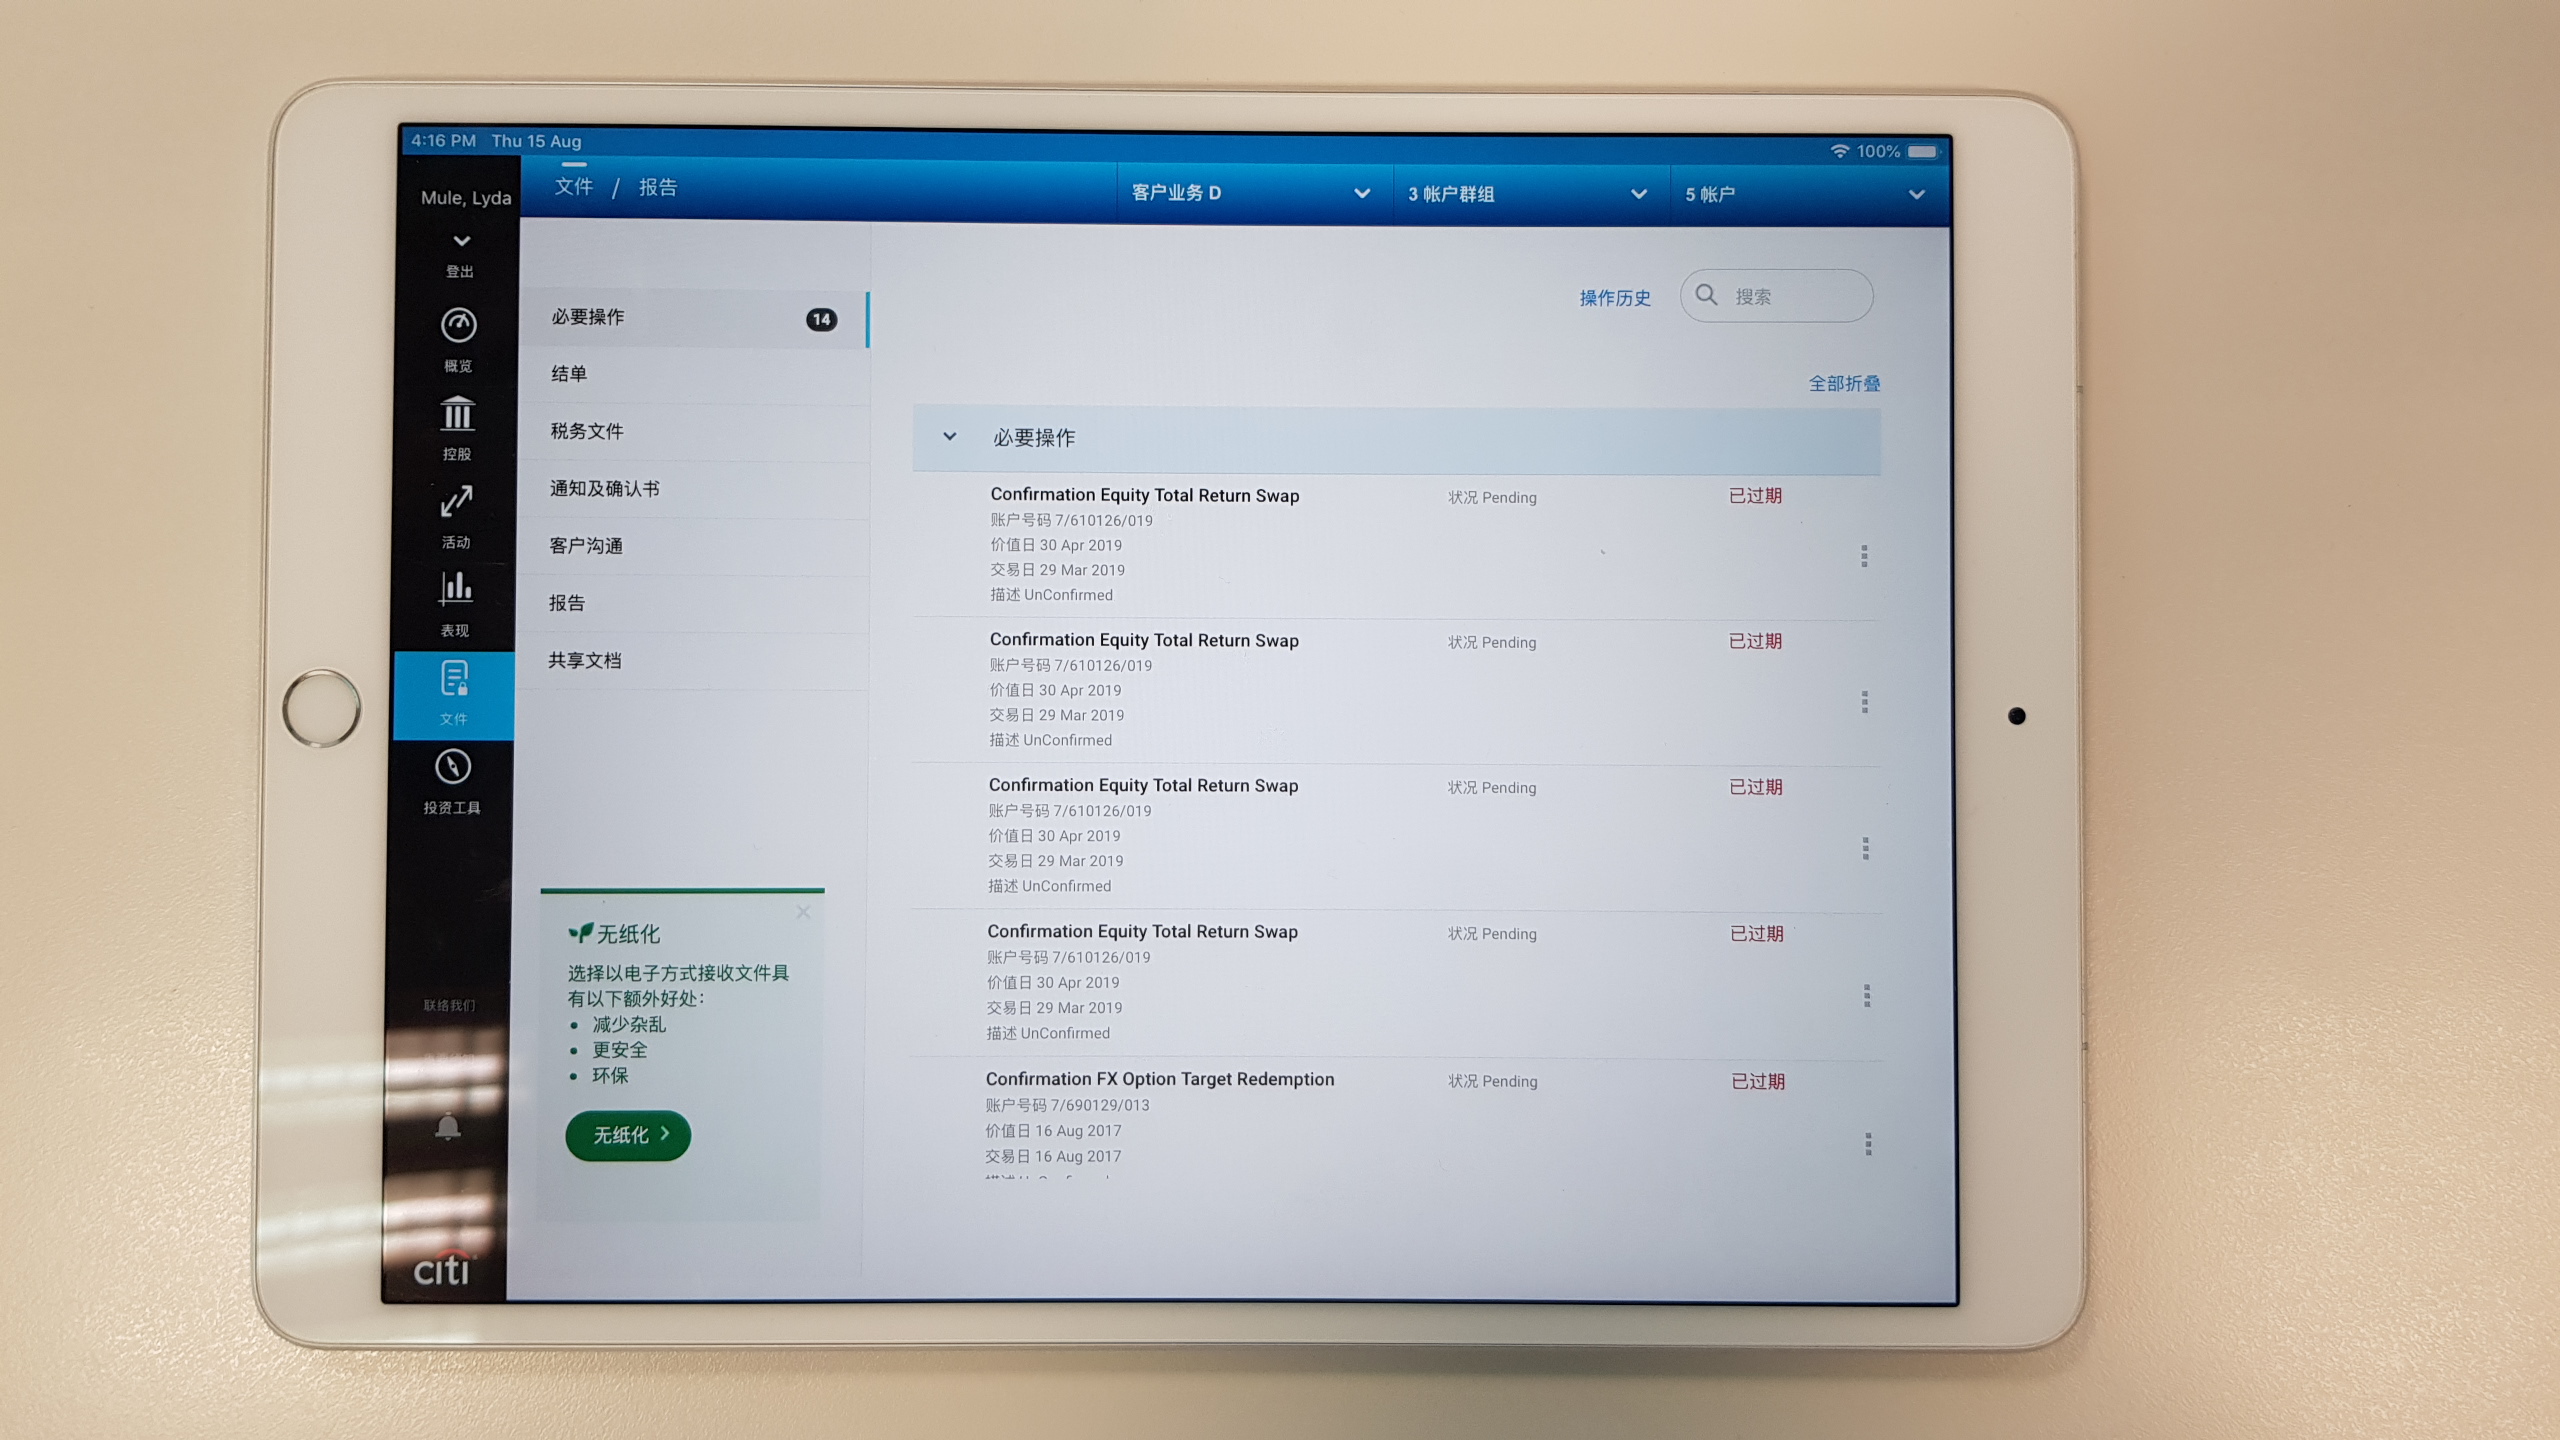 4:16 PM Thu 15 Aug
100%
Mule, Lyda
登出
概览
控股
活动
表现
文件
投资工具
联络我们
citi
文件 / 报告
客户业务 D
3 帐户群组
5 帐户
必要操作
14
结单
税务文件
通知及确认书
客户沟通
报告
共享文档
无纸化
选择以电子方式接收文件具
有以下额外好处：
• 减少杂乱
• 更安全
• 环保
无纸化
操作历史
搜索
全部折叠
必要操作
Confirmation Equity Total Return Swap
状况 Pending
已过期
账户号码 7/610126/019
价值日 30 Apr 2019
交易日 29 Mar 2019
描述 UnConfirmed
Confirmation Equity Total Return Swap
状况 Pending
已过期
账户号码 7/610126/019
价值日 30 Apr 2019
交易日 29 Mar 2019
描述 UnConfirmed
Confirmation Equity Total Return Swap
状况 Pending
已过期
账户号码 7/610126/019
价值日 30 Apr 2019
交易日 29 Mar 2019
描述 UnConfirmed
Confirmation Equity Total Return Swap
状况 Pending
已过期
账户号码 7/610126/019
价值日 30 Apr 2019
交易日 29 Mar 2019
描述 UnConfirmed
Confirmation FX Option Target Redemption
状况 Pending
已过期
账户号码 7/690129/013
价值日 16 Aug 2017
交易日 16 Aug 2017